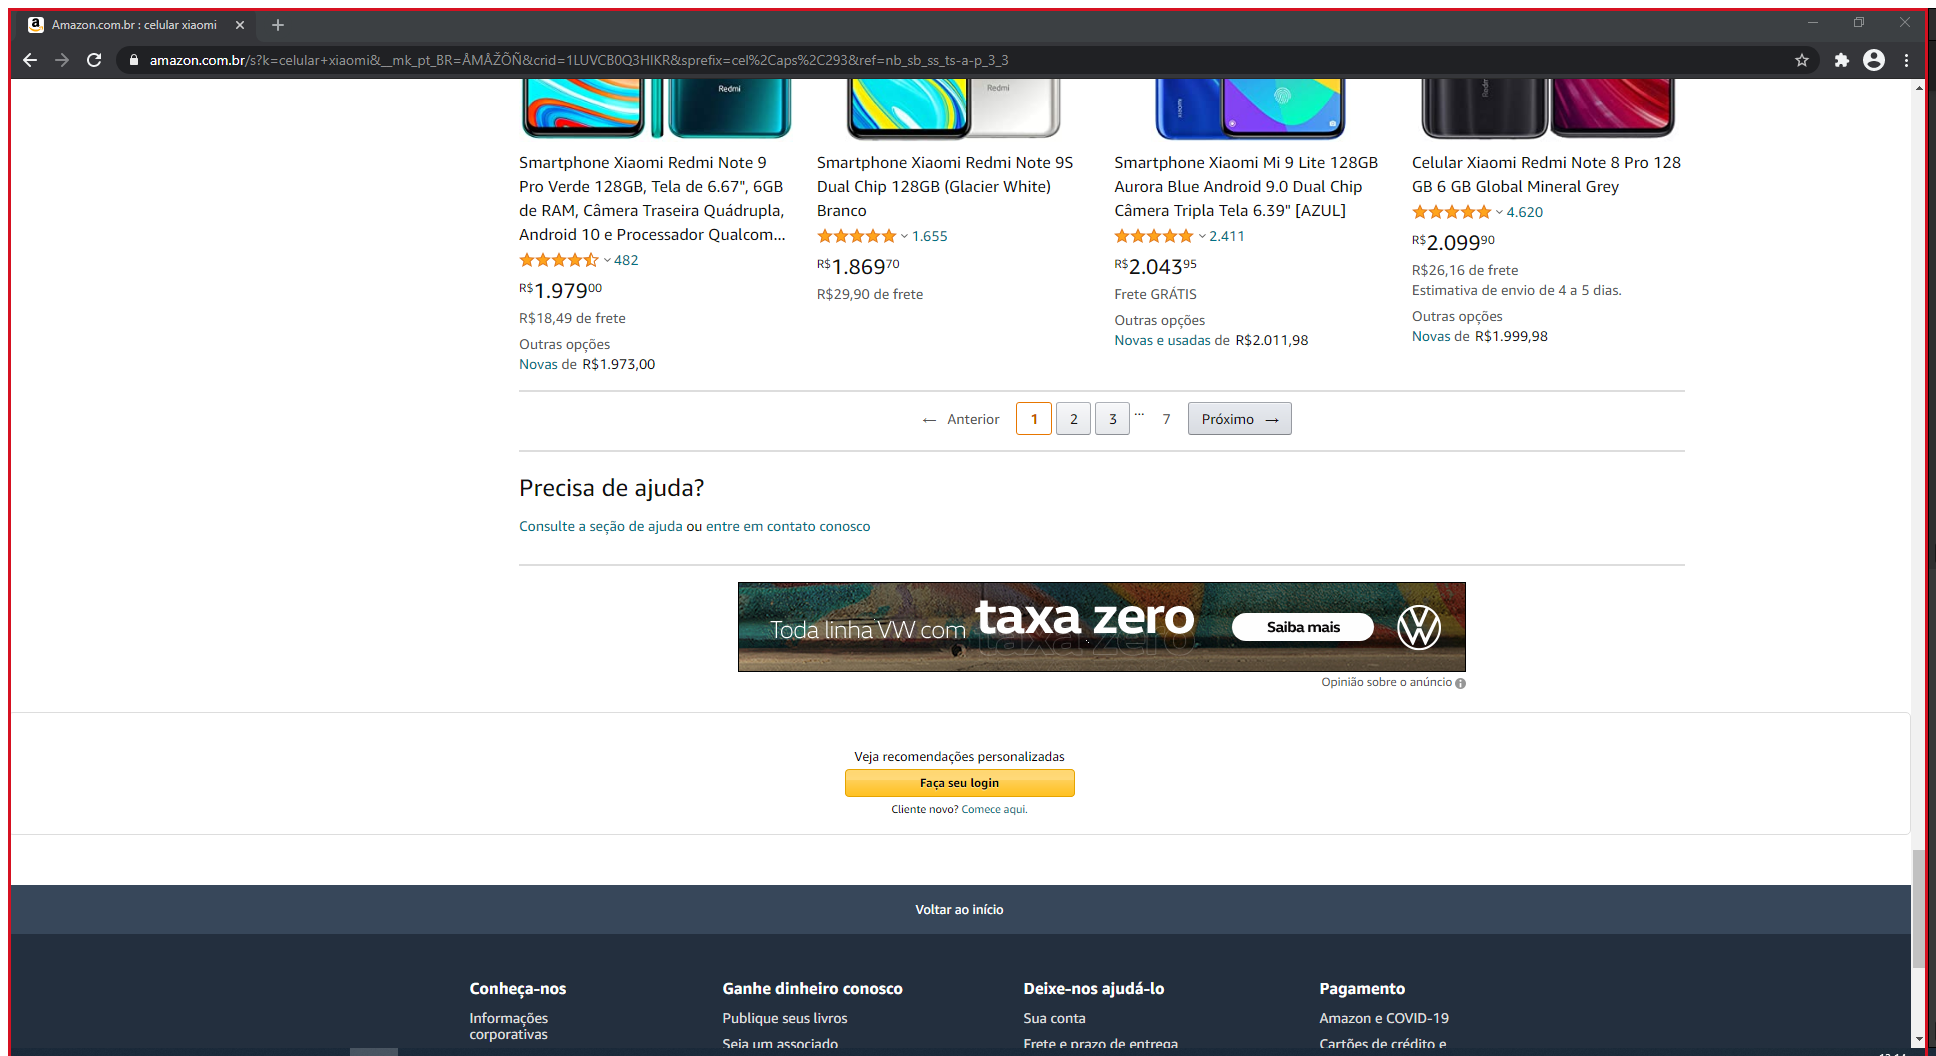 Amazon.com.br : celular xiaomi
amazon.com.br/s?k=celular+xiaomi&__mk_pt_BR=ÅMÅŽÕÑ&crid=1LUVCB0Q3HIKR&sprefix=cel%2Caps%2C293&ref=nb_sb_ss_ts-a-p_3_3
Redmi
Redmi
xiaomi
Redmi
Smartphone Xiaomi Redmi Note 9
Pro Verde 128GB, Tela de 6.67", 6GB
de RAM, Câmera Traseira Quádrupla,
Android 10 e Processador Qualcom...
482
R$1.97900
R$18,49 de frete
Outras opções
Novas de R$1.973,00
Smartphone Xiaomi Redmi Note 9S
Dual Chip 128GB (Glacier White)
Branco
1.655
R$1.86970
R$29,90 de frete
Smartphone Xiaomi Mi 9 Lite 128GB
Aurora Blue Android 9.0 Dual Chip
Câmera Tripla Tela 6.39" [AZUL]
2.411
R$2.04395
Frete GRÁTIS
Outras opções
Novas e usadas de R$2.011,98
Celular Xiaomi Redmi Note 8 Pro 128
GB 6 GB Global Mineral Grey
4.620
R$2.09990
R$26,16 de frete
Estimativa de envio de 4 a 5 dias.
Outras opções
Novas de R$1.999,98
← Anterior 1 2 3 ... 7 Próximo →
Precisa de ajuda?
Consulte a seção de ajuda ou entre em contato conosco
Toda linha VW com taxa zero Saiba mais
Opinião sobre o anúncio
Veja recomendações personalizadas
Faça seu login
Cliente novo? Comece aqui.
Voltar ao início
Conheça-nos
Informações
corporativas
Ganhe dinheiro conosco
Publique seus livros
Seja um associado
Deixe-nos ajudá-lo
Sua conta
Frete e prazo de entrega
Pagamento
Amazon e COVID-19
Cartões de crédito e